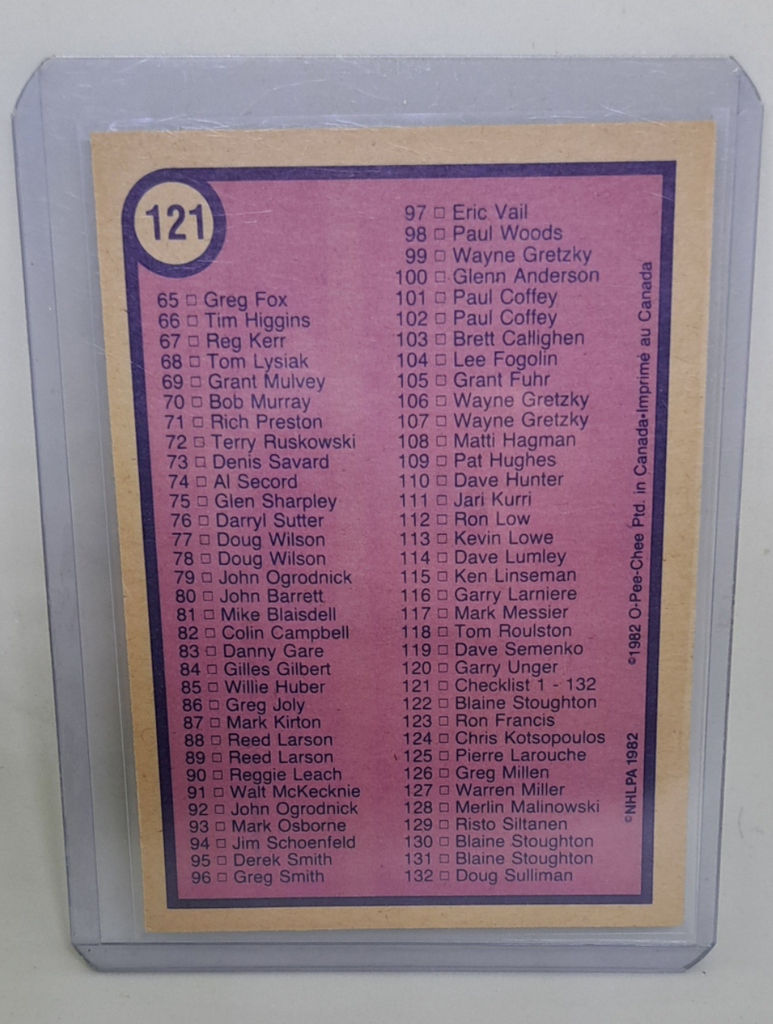 121
65 □ Greg Fox
66 □ Tim Higgins
67 □ Reg Kerr
68 □ Tom Lysiak
69 □ Grant Mulvey
70 □ Bob Murray
71 □ Rich Preston
72 □ Terry Ruskowski
73 □ Denis Savard
74 □ Al Secord
75 □ Glen Sharpley
76 □ Darryl Sutter
77 □ Doug Wilson
78 □ Doug Wilson
79 □ John Ogrodnick
80 □ John Barrett
81 □ Mike Blaisdell
82 □ Colin Campbell
83 □ Danny Gare
84 □ Gilles Gilbert
85 □ Willie Huber
86 □ Greg Joly
87 □ Mark Kirton
88 □ Reed Larson
89 □ Reed Larson
90 □ Reggie Leach
91 □ Walt McKecknie
92 □ John Ogrodnick
93 □ Mark Osborne
94 □ Jim Schoenfeld
95 □ Derek Smith
96 □ Greg Smith
97 □ Eric Vail
98 □ Paul Woods
99 □ Wayne Gretzky
100 □ Glenn Anderson
101 □ Paul Coffey
102 □ Paul Coffey
103 □ Brett Callighen
104 □ Lee Fogolin
105 □ Grant Fuhr
106 □ Wayne Gretzky
107 □ Wayne Gretzky
108 □ Matti Hagman
109 □ Pat Hughes
110 □ Dave Hunter
111 □ Jari Kurri
112 □ Ron Low
113 □ Kevin Lowe
114 □ Dave Lumley
115 □ Ken Linseman
116 □ Garry Larniere
117 □ Mark Messier
118 □ Tom Roulston
119 □ Dave Semenko
120 □ Garry Unger
121 □ Checklist 1 - 132
122 □ Blaine Stoughton
123 □ Ron Francis
124 □ Chris Kotsopoulos
125 □ Pierre Larouche
126 □ Greg Millen
127 □ Warren Miller
128 □ Merlin Malinowski
129 □ Risto Siltanen
130 □ Blaine Stoughton
131 □ Blaine Stoughton
132 □ Doug Sulliman
©1982 O-Pee-Chee Ptd. in Canada•Imprimé au Canada
©NHLPA 1982